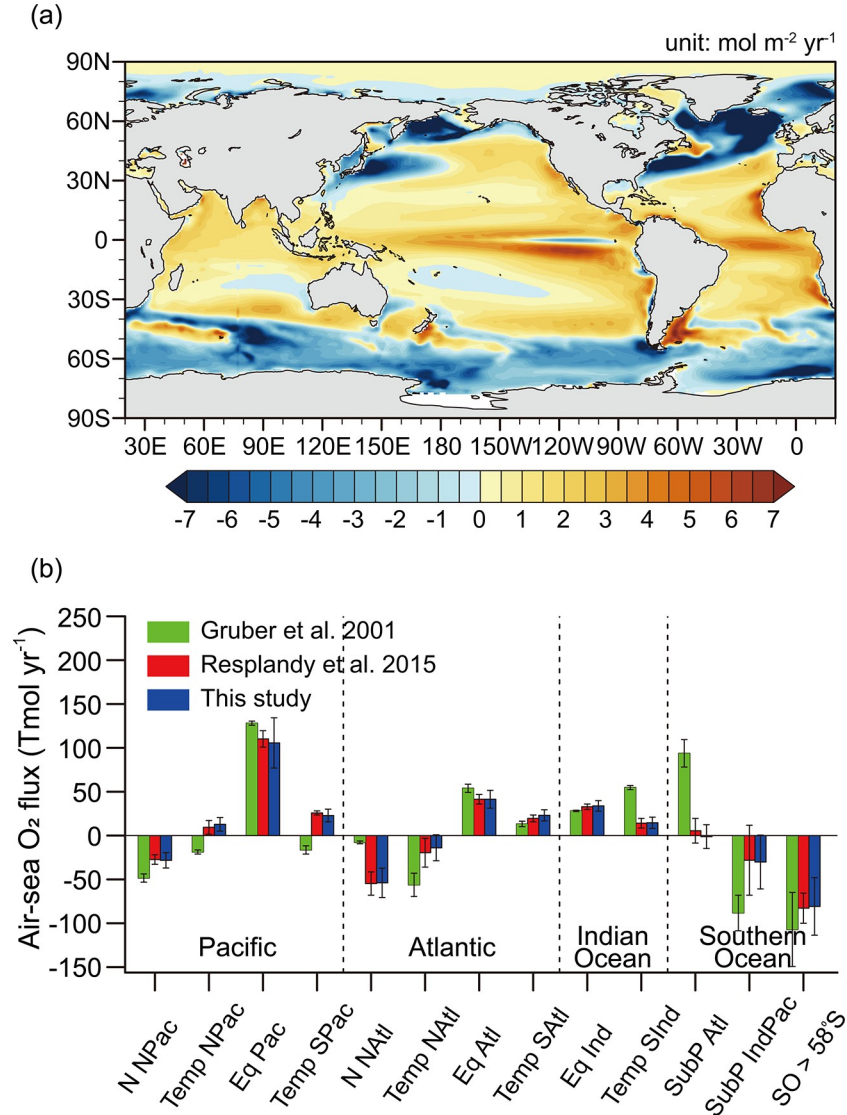 (a)
unit: mol m⁻² yr⁻¹
90N
60N
30N
0
30S
60S
90S
30E 60E 90E 120E 150E 180 150W 120W 90W 60W 30W 0
-7 -6 -5 -4 -3 -2 -1 0 1 2 3 4 5 6 7
(b)
Air-sea O₂ flux (Tmol yr⁻¹)
250
200
150
100
50
0
-50
-100
-150
Gruber et al. 2001
Resplandy et al. 2015
This study
Pacific
Atlantic
Indian
Ocean
Southern
Ocean
N NPac
Temp NPac
Eq Pac
Temp SPac
N NAtl
Temp NAtl
Eq Atl
Temp SAtl
Eq Ind
Temp SInd
SubP Atl
SubP IndPac
SO > 58°S